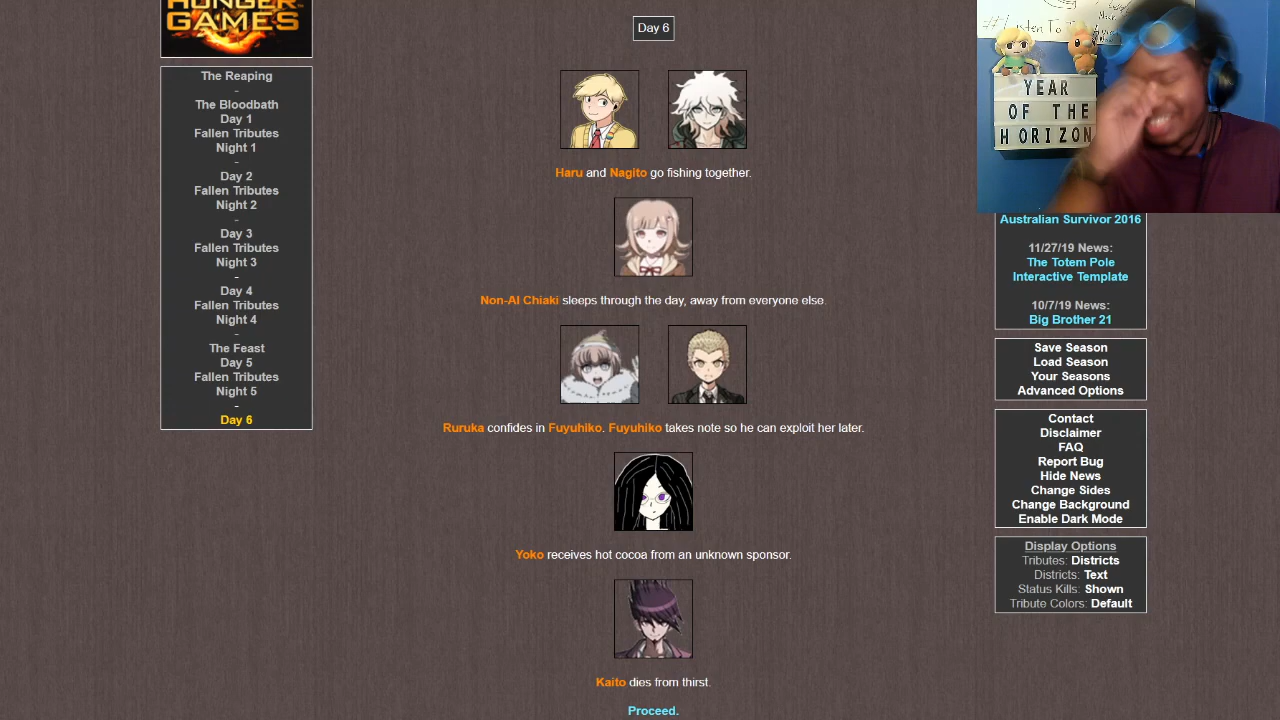 HUNGER
GAMES
The Reaping
-
The Bloodbath
Day 1
Fallen Tributes
Night 1
-
Day 2
Fallen Tributes
Night 2
-
Day 3
Fallen Tributes
Night 3
-
Day 4
Fallen Tributes
Night 4
-
The Feast
Day 5
Fallen Tributes
Night 5
-
Day 6
Day 6
Haru and Nagito go fishing together.
Non-AI Chiaki sleeps through the day, away from everyone else.
Ruruka confides in Fuyuhiko. Fuyuhiko takes note so he can exploit her later.
Yoko receives hot cocoa from an unknown sponsor.
Kaito dies from thirst.
Proceed.
YEAR
OF THE
HORIZON
Australian Survivor 2016
11/27/19 News:
The Totem Pole
Interactive Template
10/7/19 News:
Big Brother 21
Save Season
Load Season
Your Seasons
Advanced Options
Contact
Disclaimer
FAQ
Report Bug
Hide News
Change Sides
Change Background
Enable Dark Mode
Display Options
Tributes: Districts
Districts: Text
Status Kills: Shown
Tribute Colors: Default